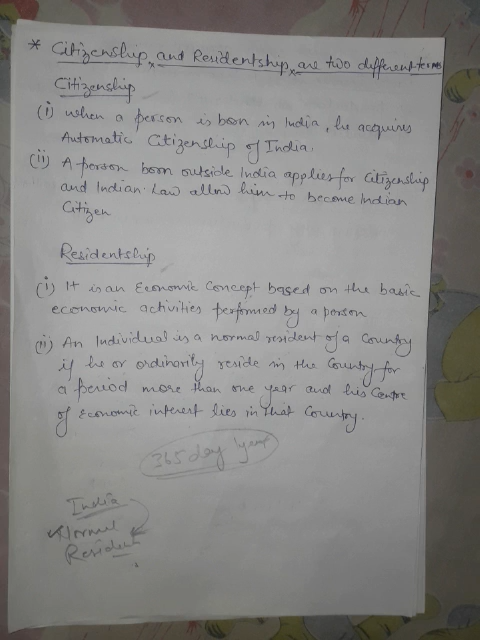 * Citizenship and Residentship are two different terms
Citizenship
(i) when a person is born in India, he acquires
Automatic Citizenship of India.
(ii) A person born outside India applies for Citizenship
and Indian Law allow him to become Indian
Citizen
Residentship
(i) It is an Economic Concept based on the basic
economic activities performed by a person
(ii) An Individual is a normal resident of a Country
if he or ordinarily reside in the Country for
a period more than one year and his Centre
of economic interest lies in that Country.
365 day 1year
India
Normal
Resident